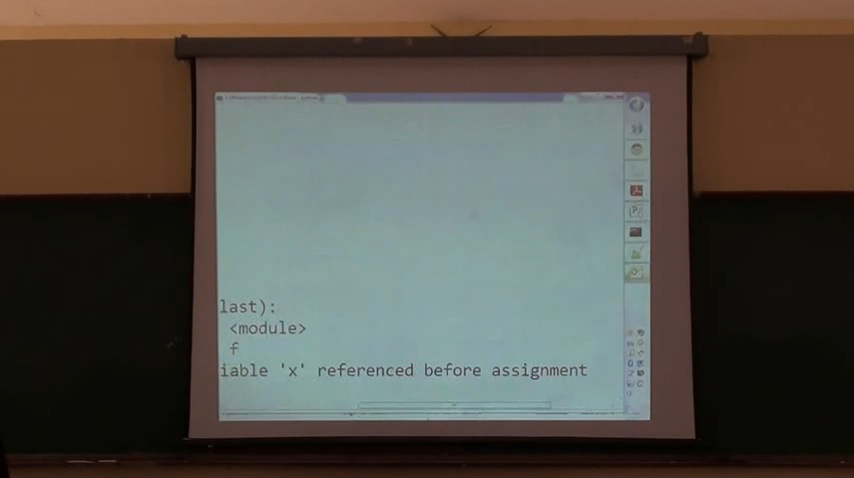 last):
<module>
f
iable 'x' referenced before assignment